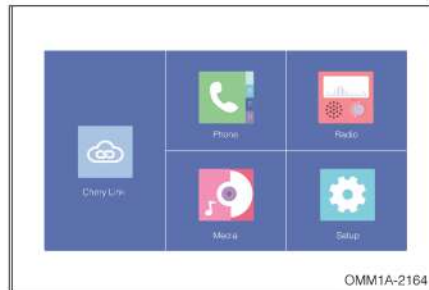 Phone
Radio
Chery Link
Media
Setup
OMM1A-2164